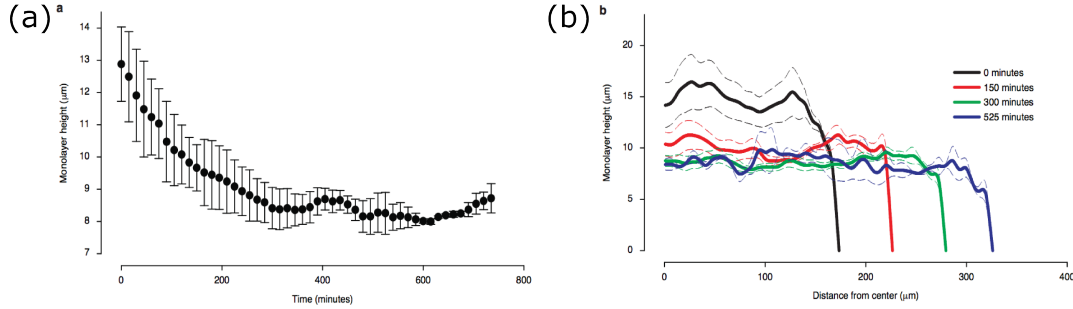 (a)
a
14
13
12
11
10
9
8
7
Monolayer height (μm)
0
200
400
600
800
Time (minutes)
(b)
b
20
15
10
5
0
Monolayer height (μm)
0 minutes
150 minutes
300 minutes
525 minutes
0
100
200
300
400
Distance from center (μm)